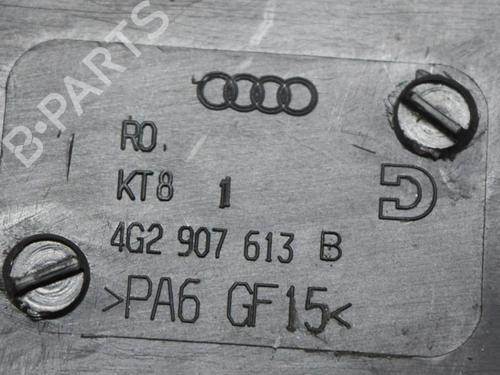 B-PARTS
RO.
KT8 1
4G2 907 613 B
>PA6 GF15<